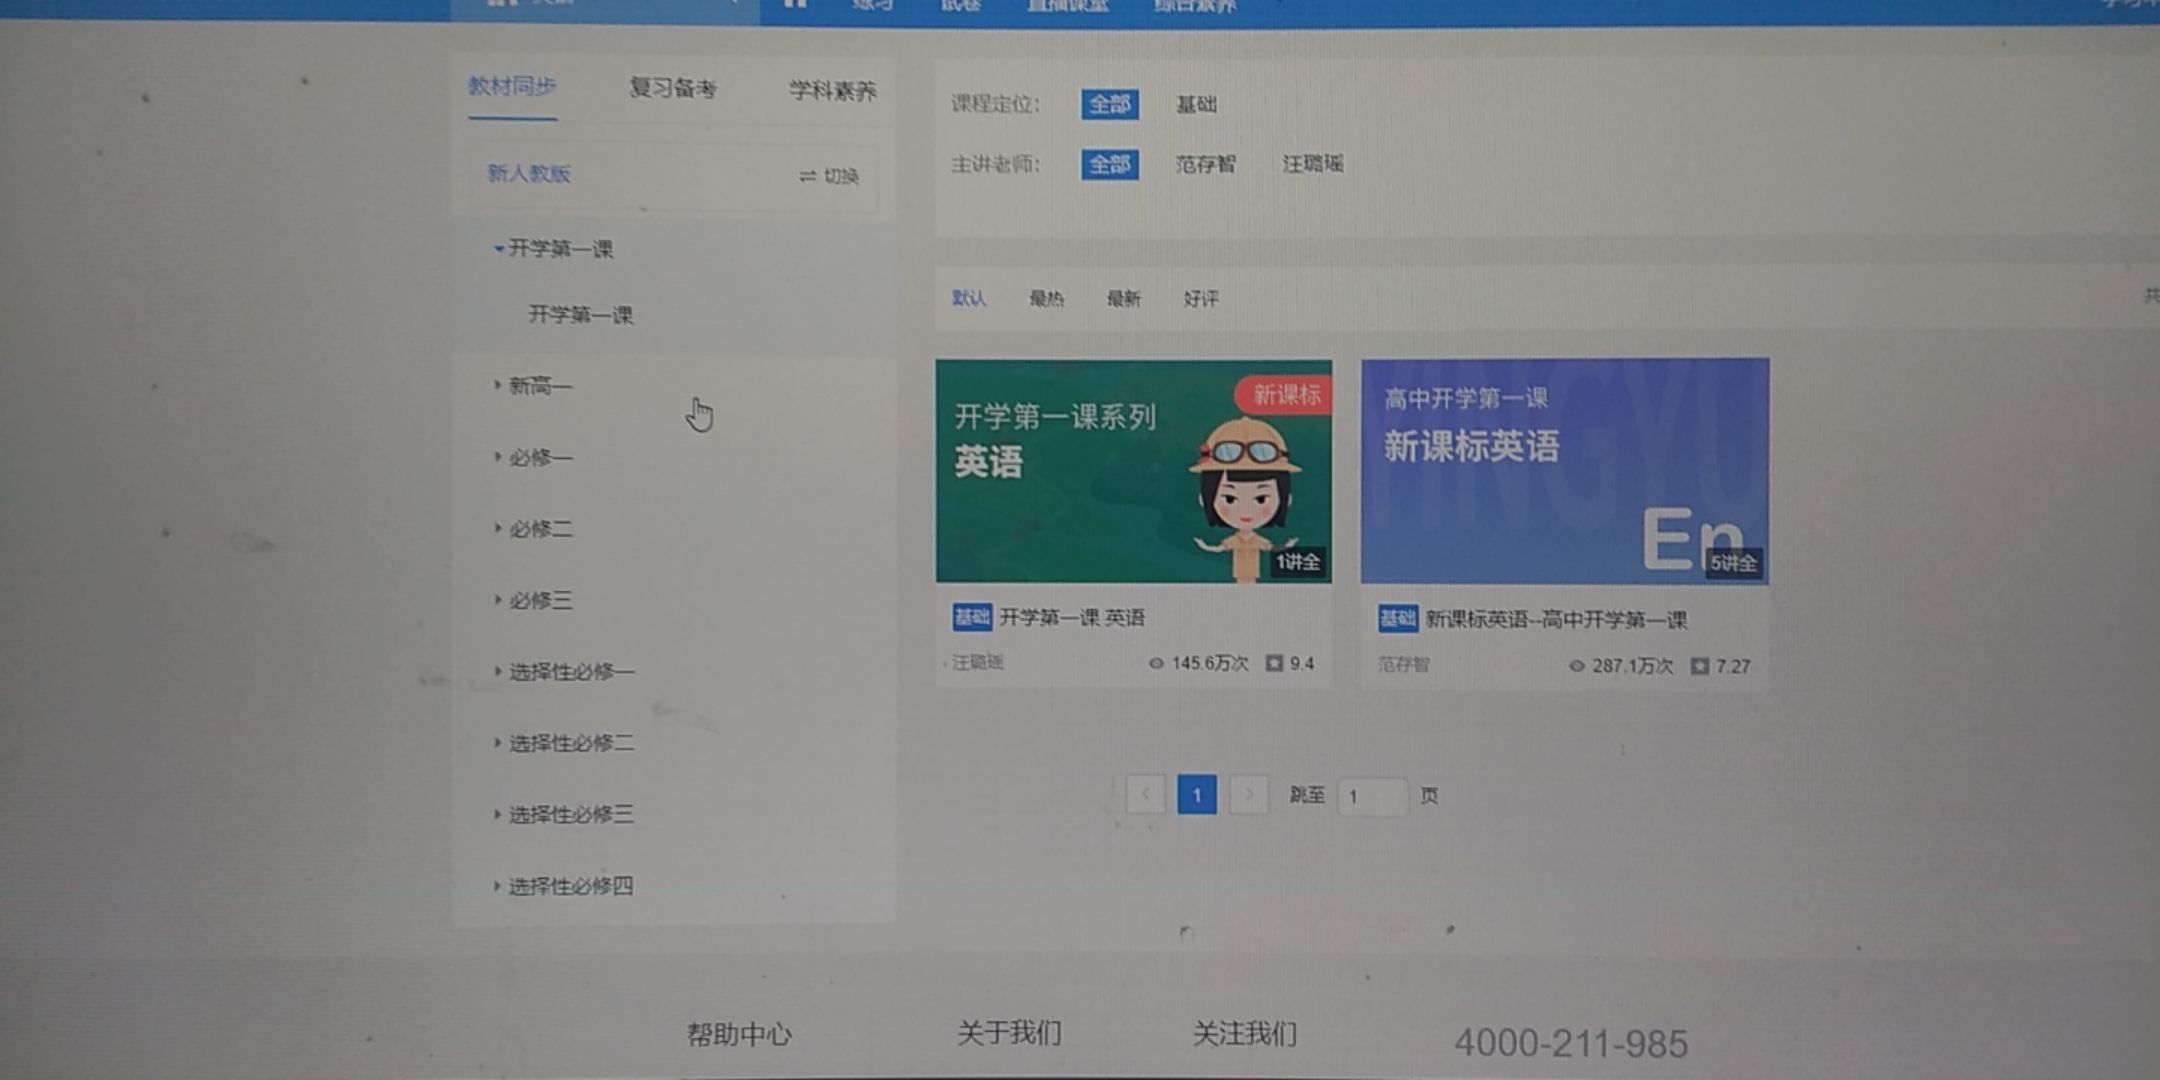 练习 试卷 直播课堂 综合素养
教材同步 复习备考 学科素养
新人教版 切换
开学第一课
开学第一课
新高一
必修一
必修二
必修三
选择性必修一
选择性必修二
选择性必修三
选择性必修四
课程定位： 全部 基础
主讲老师： 全部 范存智 汪璐瑶
默认 最热 最新 好评
共
新课标
开学第一课系列
英语
1讲全
基础 开学第一课 英语
汪璐瑶 145.6万次 9.4
高中开学第一课
新课标英语
YINGYU
En
5讲全
基础 新课标英语--高中开学第一课
范存智 287.1万次 7.27
< 1 > 跳至 1 页
帮助中心 关于我们 关注我们 4000-211-985